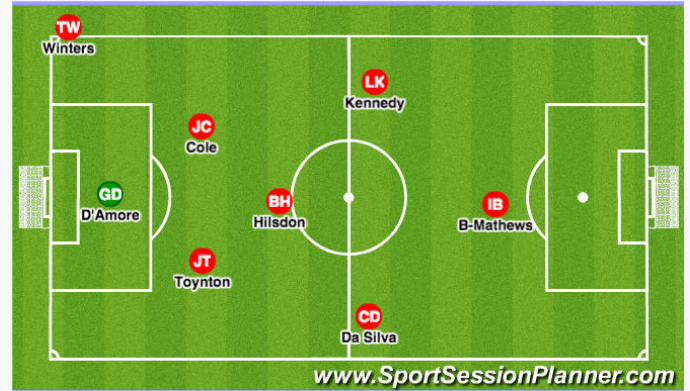 TW
Winters
LK
Kennedy
JC
Cole
GD
D'Amore
BH
Hilsdon
IB
B-Mathews
JT
Toynton
CD
Da Silva
www.SportSessionPlanner.com